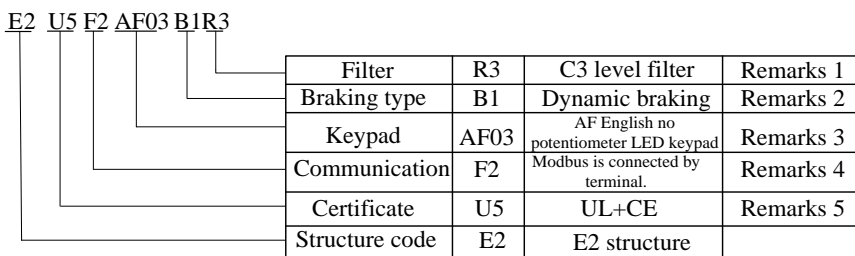 E2 U5 F2 AF03 B1R3
Filter R3 C3 level filter Remarks 1
Braking type B1 Dynamic braking Remarks 2
Keypad AF03 AF English no potentiometer LED keypad Remarks 3
Communication F2 Modbus is connected by terminal. Remarks 4
Certificate U5 UL+CE Remarks 5
Structure code E2 E2 structure